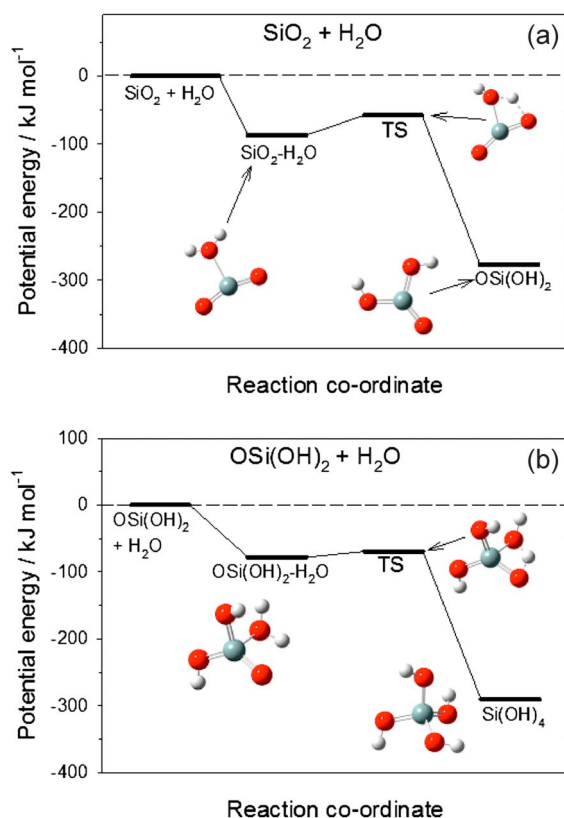 SiO₂ + H₂O
(a)
0
SiO₂ + H₂O
-100
SiO₂-H₂O
TS
-200
-300
OSi(OH)₂
-400
Potential energy / kJ mol⁻¹
Reaction co-ordinate
100
OSi(OH)₂ + H₂O
(b)
0
OSi(OH)₂
+ H₂O
-100
OSi(OH)₂-H₂O
TS
-200
-300
Si(OH)₄
-400
Potential energy / kJ mol⁻¹
Reaction co-ordinate